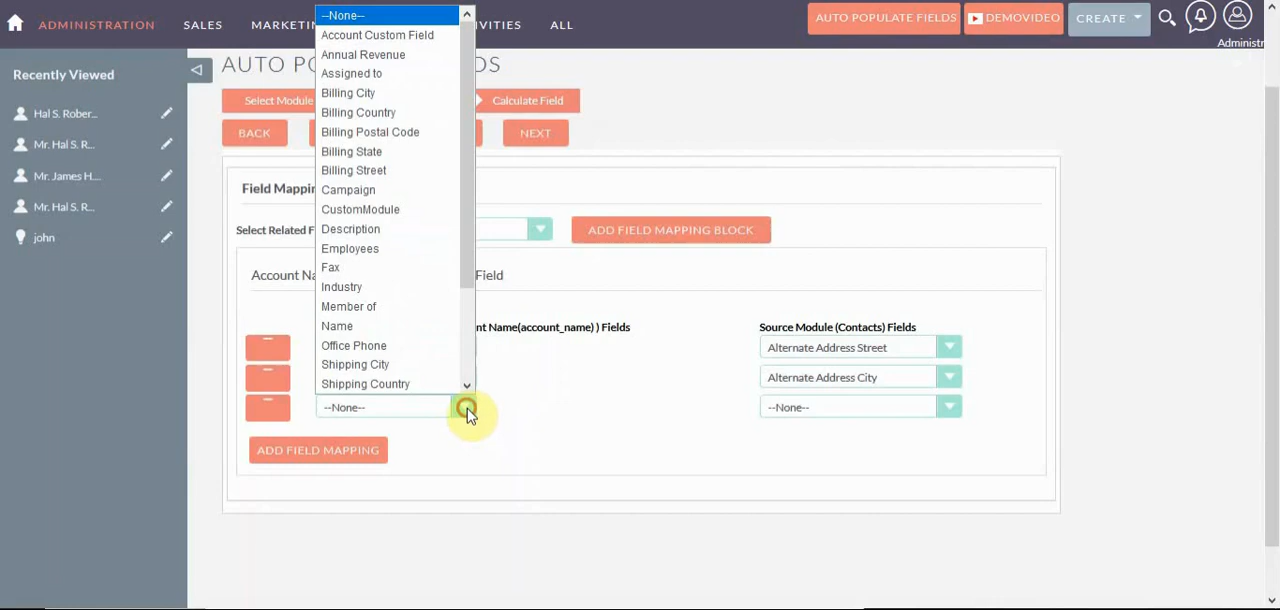 ADMINISTRATION SALES MARKETIN IVITIES ALL AUTO POPULATE FIELDS DEMOVIDEO CREATE
Administr
Recently Viewed
Hal S. Rober...
Mr. Hal S. R...
Mr. James H....
Mr. Hal S. R...
john
AUTO PO DS
Select Module Calculate Field
BACK NEXT
Field Mappin
Select Related F ADD FIELD MAPPING BLOCK
Account Na Field
nt Name(account_name) ) Fields Source Module (Contacts) Fields
Alternate Address Street
Alternate Address City
--None-- --None--
ADD FIELD MAPPING
--None--
Account Custom Field
Annual Revenue
Assigned to
Billing City
Billing Country
Billing Postal Code
Billing State
Billing Street
Campaign
CustomModule
Description
Employees
Fax
Industry
Member of
Name
Office Phone
Shipping City
Shipping Country